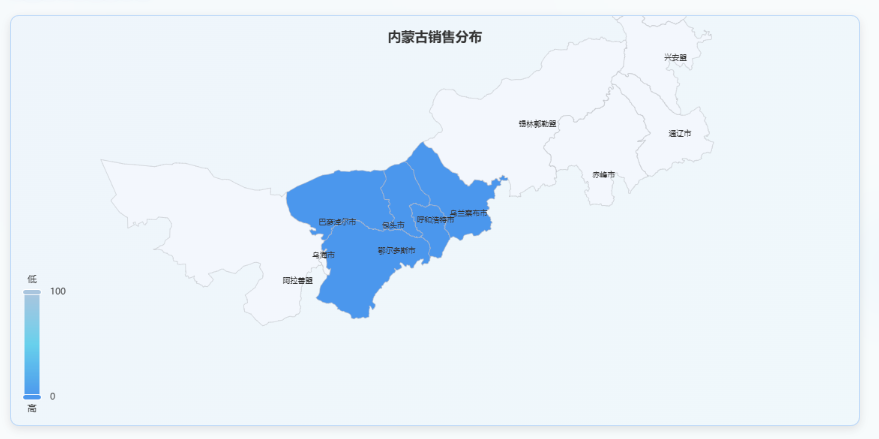 内蒙古销售分布
兴安盟
锡林郭勒盟
通辽市
赤峰市
巴彦淖尔市
包头市
呼和浩特市
乌兰察布市
乌海市
鄂尔多斯市
阿拉善盟
低
100
0
高